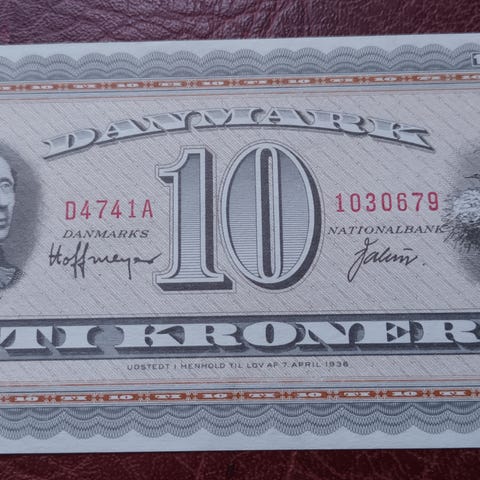 DANMARK
10
D4741A 1030679
DANMARKS NATIONALBANK
Hoffmeyer
TI KRONER
UDSTEDT I HENHOLD TIL LOV AF 7. APRIL 1936